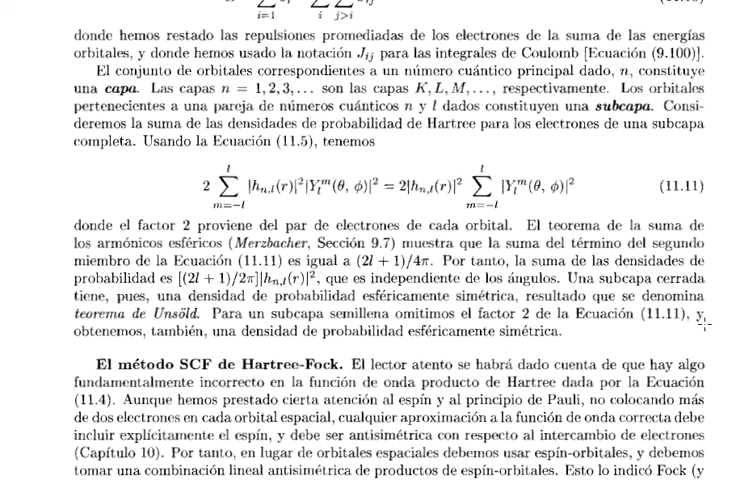 i=1 i j>i
donde hemos restado las repulsiones promediadas de los electrones de la suma de las energías
orbitales, y donde hemos usado la notación J_ij para las integrales de Coulomb [Ecuación (9.100)].
El conjunto de orbitales correspondientes a un número cuántico principal dado, n, constituye
una capa. Las capas n = 1, 2, 3, ... son las capas K, L, M, ..., respectivamente. Los orbitales
pertenecientes a una pareja de números cuánticos n y l dados constituyen una subcapa. Consi-
deremos la suma de las densidades de probabilidad de Hartree para los electrones de una subcapa
completa. Usando la Ecuación (11.5), tenemos
2 ∑_{m=-l}^{l} |h_{n,l}(r)|²|Y_l^m(θ, ϕ)|² = 2|h_{n,l}(r)|² ∑_{m=-l}^{l} |Y_l^m(θ, ϕ)|² (11.11)
donde el factor 2 proviene del par de electrones de cada orbital. El teorema de la suma de
los armónicos esféricos (Merzbacher, Sección 9.7) muestra que la suma del término del segundo
miembro de la Ecuación (11.11) es igual a (2l + 1)/4π. Por tanto, la suma de las densidades de
probabilidad es [(2l + 1)/2π]|h_{n,l}(r)|², que es independiente de los ángulos. Una subcapa cerrada
tiene, pues, una densidad de probabilidad esféricamente simétrica, resultado que se denomina
teorema de Unsöld. Para un subcapa semillena omitimos el factor 2 de la Ecuación (11.11), y
obtenemos, también, una densidad de probabilidad esféricamente simétrica.
El método SCF de Hartree-Fock. El lector atento se habrá dado cuenta de que hay algo
fundamentalmente incorrecto en la función de onda producto de Hartree dada por la Ecuación
(11.4). Aunque hemos prestado cierta atención al espín y al principio de Pauli, no colocando más
de dos electrones en cada orbital espacial, cualquier aproximación a la función de onda correcta debe
incluir explícitamente el espín, y debe ser antisimétrica con respecto al intercambio de electrones
(Capítulo 10). Por tanto, en lugar de orbitales espaciales debemos usar espín-orbitales, y debemos
tomar una combinación lineal antisimétrica de productos de espín-orbitales. Esto lo indicó Fock (y